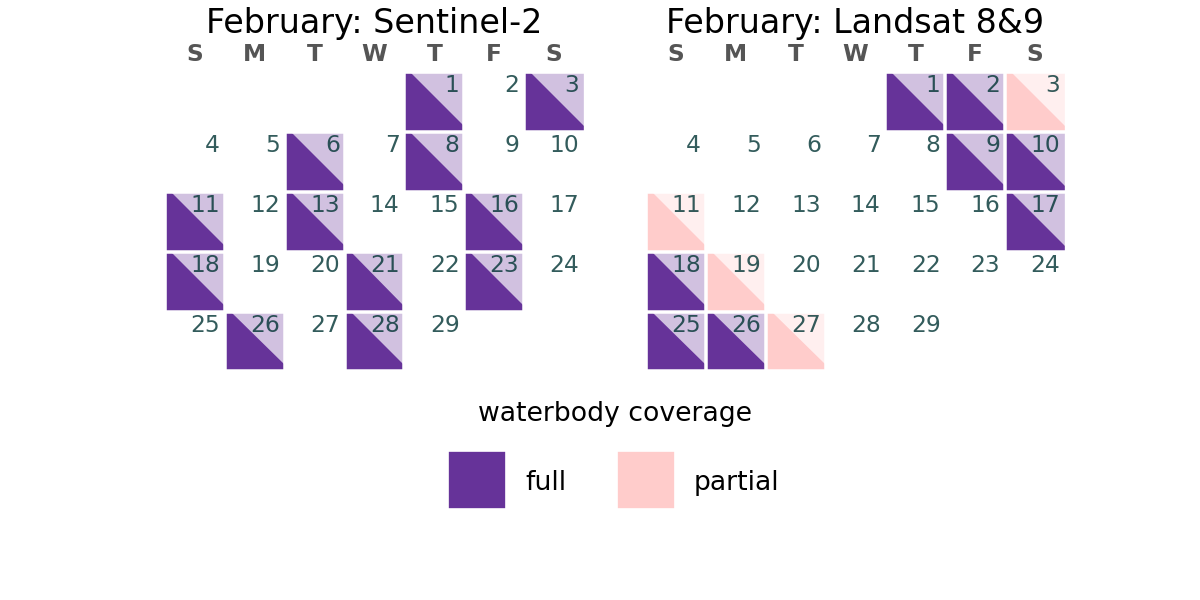 February: Sentinel-2
S M T W T F S
1 2 3
4 5 6 7 8 9 10
11 12 13 14 15 16 17
18 19 20 21 22 23 24
25 26 27 28 29
February: Landsat 8&9
S M T W T F S
1 2 3
4 5 6 7 8 9 10
11 12 13 14 15 16 17
18 19 20 21 22 23 24
25 26 27 28 29
waterbody coverage
full
partial